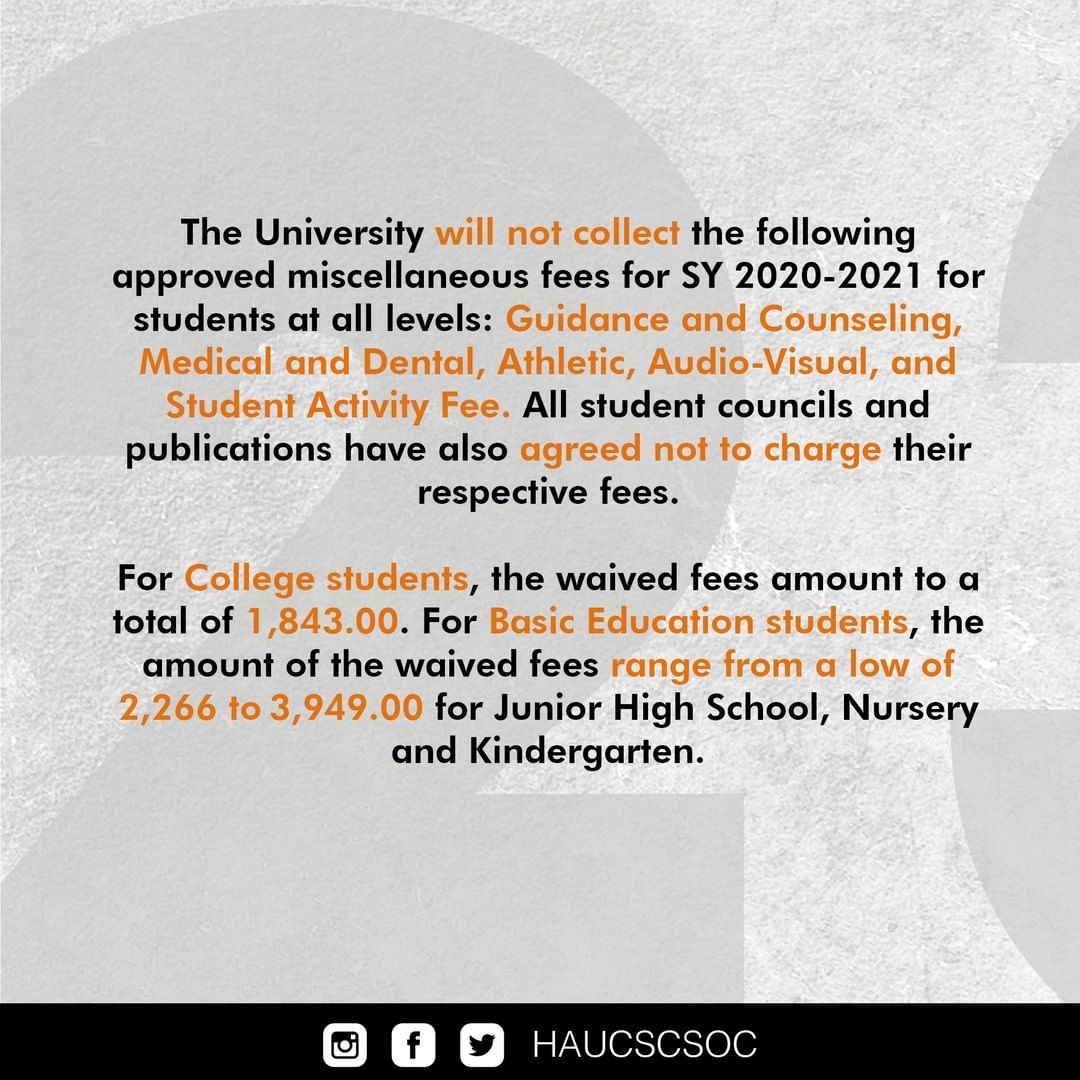 The University will not collect the following
approved miscellaneous fees for SY 2020-2021 for
students at all levels: Guidance and Counseling,
Medical and Dental, Athletic, Audio-Visual, and
Student Activity Fee. All student councils and
publications have also agreed not to charge their
respective fees.
For College students, the waived fees amount to a
total of 1,843.00. For Basic Education students, the
amount of the waived fees range from a low of
2,266 to 3,949.00 for Junior High School, Nursery
and Kindergarten.
HAUCSCSOC